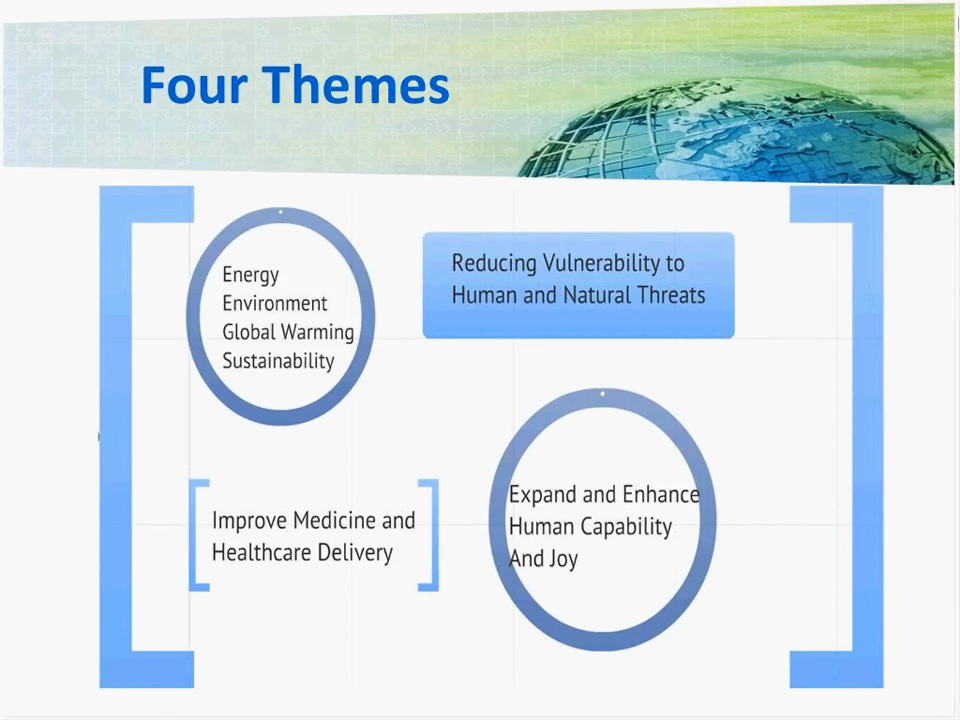 Four Themes
Energy
Environment
Global Warming
Sustainability
Reducing Vulnerability to
Human and Natural Threats
Improve Medicine and
Healthcare Delivery
Expand and Enhance
Human Capability
And Joy